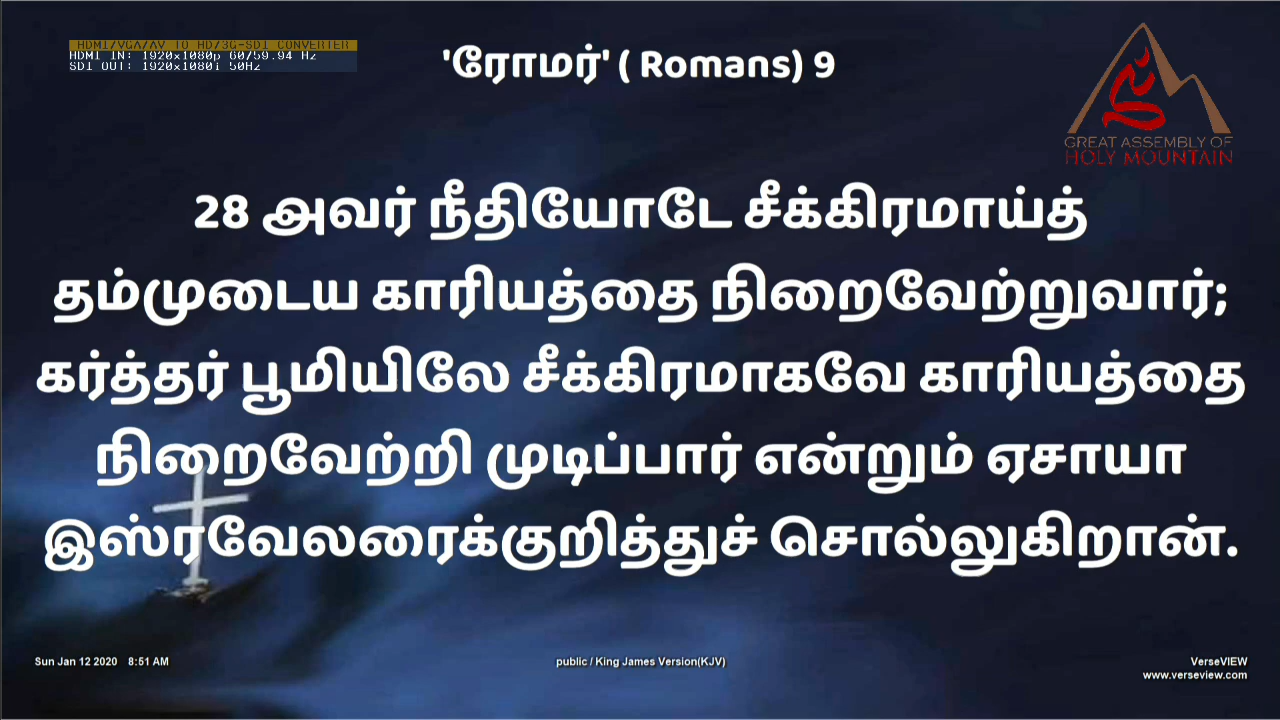 HDMI/VGA/AV TO HD/3G-SDI CONVERTER
HDMI IN: 1920x1080p 60/59.94 Hz
SDI OUT: 1920x1080i 50Hz
'ரோமர்' ( Romans) 9
GREAT ASSEMBLY OF
HOLY MOUNTAIN
28 அவர் நீதியோடே சீக்கிரமாய்த்
தம்முடைய காரியத்தை நிறைவேற்றுவார்;
கர்த்தர் பூமியிலே சீக்கிரமாகவே காரியத்தை
நிறைவேற்றி முடிப்பார் என்றும் ஏசாயா
இஸ்ரவேலரைக்குறித்துச் சொல்லுகிறான்.
Sun Jan 12 2020 8:51 AM
public / King James Version(KJV)
VerseVIEW
www.verseview.com